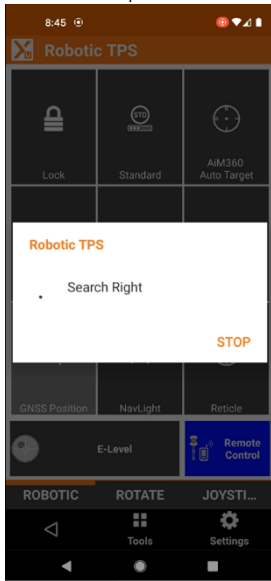 8:45
Robotic TPS
STD
Lock
Standard
AiM360
Auto Target
Robotic TPS
Search Right
STOP
GNSS Position
NavLight
Reticle
E-Level
Remote
Control
ROBOTIC
ROTATE
JOYSTI...
Tools
Settings